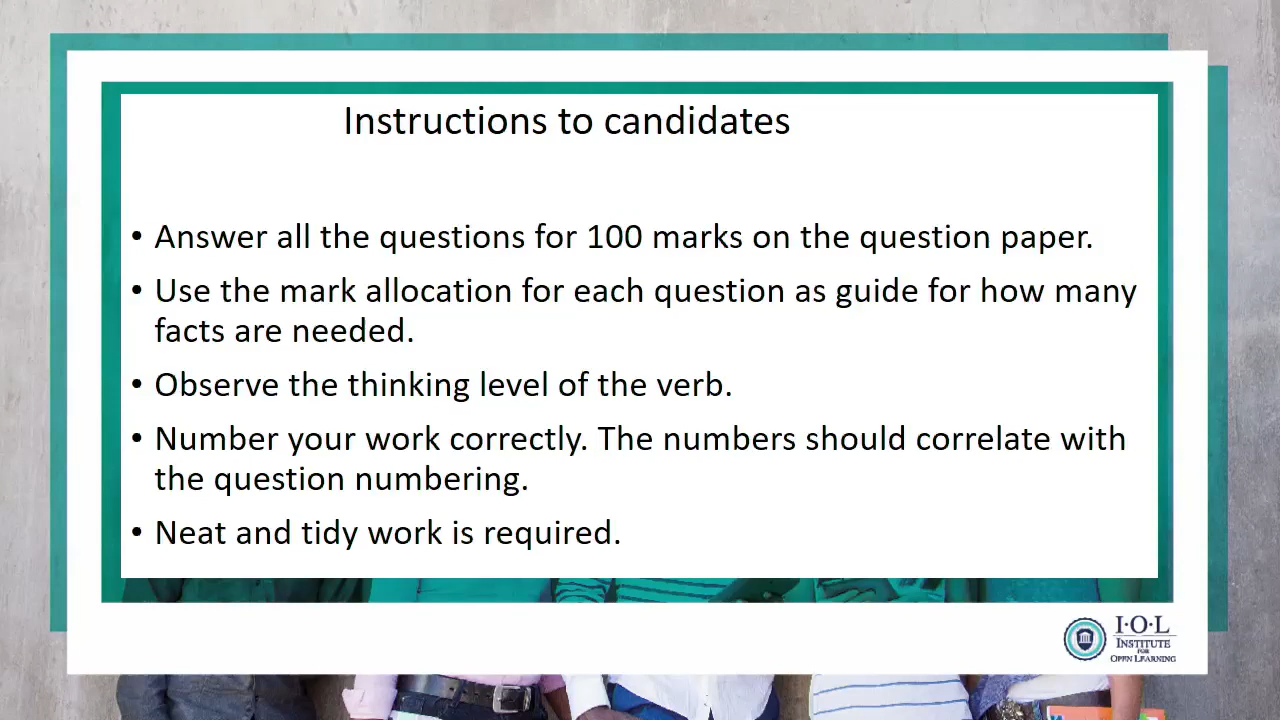 Instructions to candidates
• Answer all the questions for 100 marks on the question paper.
• Use the mark allocation for each question as guide for how many
facts are needed.
• Observe the thinking level of the verb.
• Number your work correctly. The numbers should correlate with
the question numbering.
• Neat and tidy work is required.
I·O·L
INSTITUTE
FOR
OPEN LEARNING